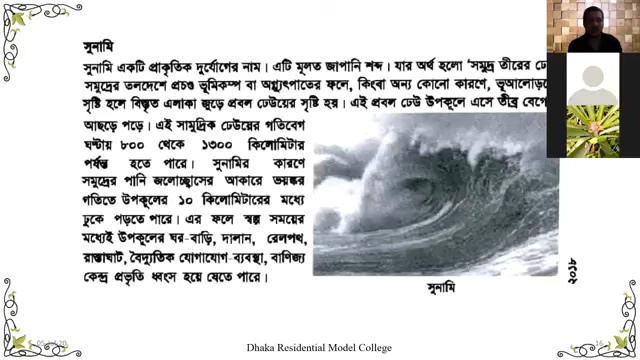 সুনামি
সুনামি একটি প্রাকৃতিক দুর্যোগের নাম। এটি মূলত জাপানি শব্দ। যার অর্থ হলো ‘সমুদ্র তীরের ঢে
সমুদ্রের তলদেশে প্রচণ্ড ভূমিকম্প বা অগ্ন্যুৎপাতের ফলে, কিংবা অন্য কোনো কারণে, ভূআলোড়নে
সৃষ্টি হলে বিস্তৃত এলাকা জুড়ে প্রবল ঢেউয়ের সৃষ্টি হয়। এই প্রবল ঢেউ উপকূলে এসে তীব্র বেগে
আছড়ে পড়ে। এই সামুদ্রিক ঢেউয়ের গতিবেগ
ঘণ্টায় ৮০০ থেকে ১৩০০ কিলোমিটার
পর্যন্ত হতে পারে। সুনামির কারণে
সমুদ্রের পানি জলোচ্ছ্বাসের আকারে ভয়ঙ্কর
গতিতে উপকূলের ১০ কিলোমিটারের মধ্যে
ঢুকে পড়তে পারে। এর ফলে স্বল্প সময়ের
মধ্যেই উপকূলের ঘর-বাড়ি, দালান, রেলপথ,
রাস্তাঘাট, বৈদ্যুতিক যোগাযোগ-ব্যবস্থা, বাণিজ্য
কেন্দ্র প্রভৃতি ধ্বংস হয়ে যেতে পারে।
সুনামি
২০১৮
Dhaka Residential Model College
16